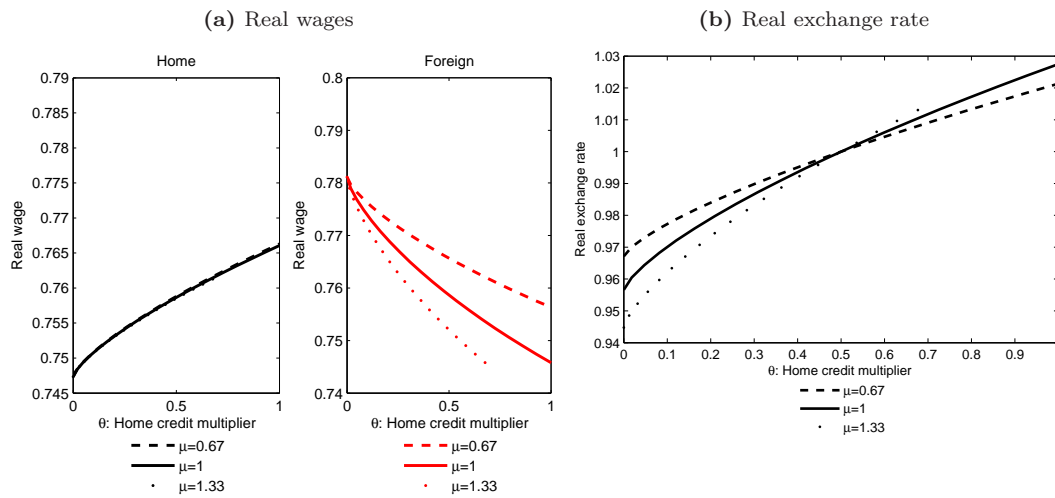 (a) Real wages
Home
0.79
0.785
0.78
0.775
0.77
0.765
0.76
0.755
0.75
0.745
Real wage
0
0.5
1
θ: Home credit multiplier
μ=0.67
μ=1
μ=1.33
Foreign
0.8
0.79
0.78
0.77
0.76
0.75
0.74
Real wage
0
0.5
1
θ: Home credit multiplier
μ=0.67
μ=1
μ=1.33
(b) Real exchange rate
1.03
1.02
1.01
1
0.99
0.98
0.97
0.96
0.95
0.94
Real exchange rate
0
0.1
0.2
0.3
0.4
0.5
0.6
0.7
0.8
0.9
θ: Home credit multiplier
μ=0.67
μ=1
μ=1.33